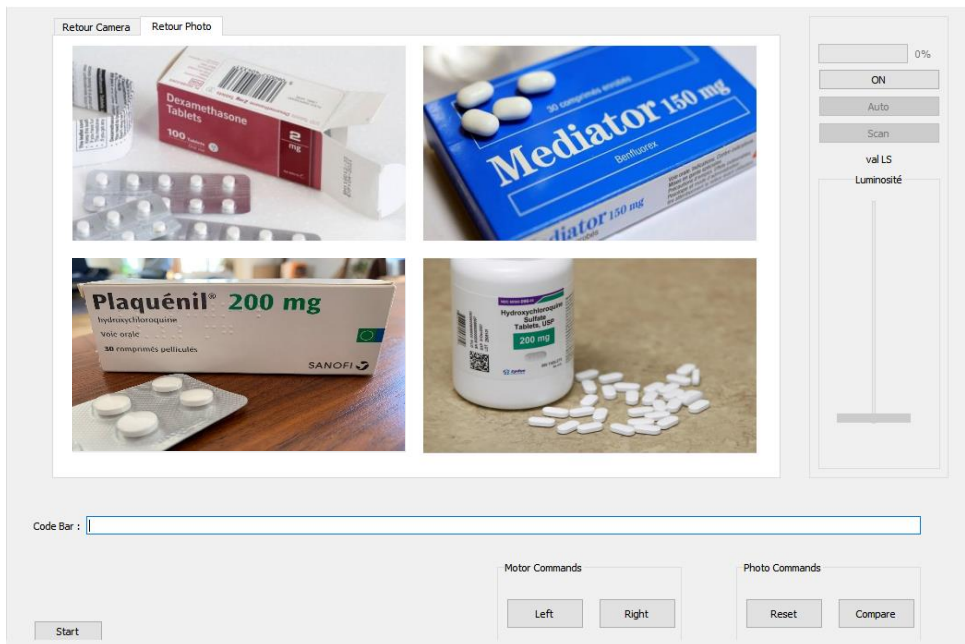 Retour Camera
Retour Photo
0%
ON
Auto
Scan
val LS
Luminosité
Dexamethasone
Tablets
100
2
mg
30 comprimés enrobés
Mediator 150 mg
Benfluorex
Mediator 150 mg
Plaquénil® 200 mg
hydroxychloroquine
Voie orale
30 comprimés pelliculés
SANOFI
Hydroxychloroquine
Sulfate
Tablets, USP
200 mg
Code Bar :
Motor Commands
Left
Right
Photo Commands
Reset
Compare
Start